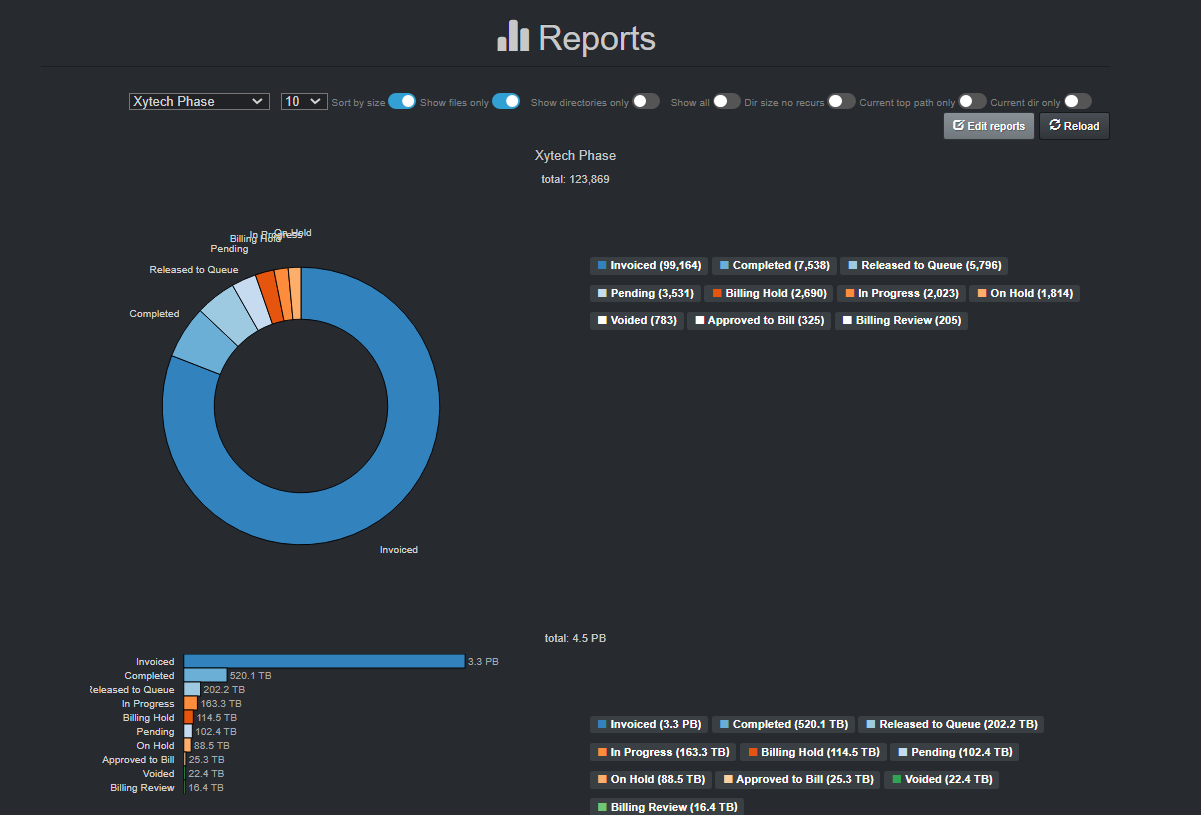 Reports
Xytech Phase 10 Sort by size Show files only Show directories only Show all Dir size no recurs Current top path only Current dir only
Edit reports Reload
Xytech Phase
total: 123,869
On Hold
In Progress
Billing Hold
Pending
Released to Queue
Completed
Invoiced
Invoiced (99,164) Completed (7,538) Released to Queue (5,796)
Pending (3,531) Billing Hold (2,690) In Progress (2,023) On Hold (1,814)
Voided (783) Approved to Bill (325) Billing Review (205)
total: 4.5 PB
Invoiced 3.3 PB
Completed 520.1 TB
Released to Queue 202.2 TB
In Progress 163.3 TB
Billing Hold 114.5 TB
Pending 102.4 TB
On Hold 88.5 TB
Approved to Bill 25.3 TB
Voided 22.4 TB
Billing Review 16.4 TB
Invoiced (3.3 PB) Completed (520.1 TB) Released to Queue (202.2 TB)
In Progress (163.3 TB) Billing Hold (114.5 TB) Pending (102.4 TB)
On Hold (88.5 TB) Approved to Bill (25.3 TB) Voided (22.4 TB)
Billing Review (16.4 TB)